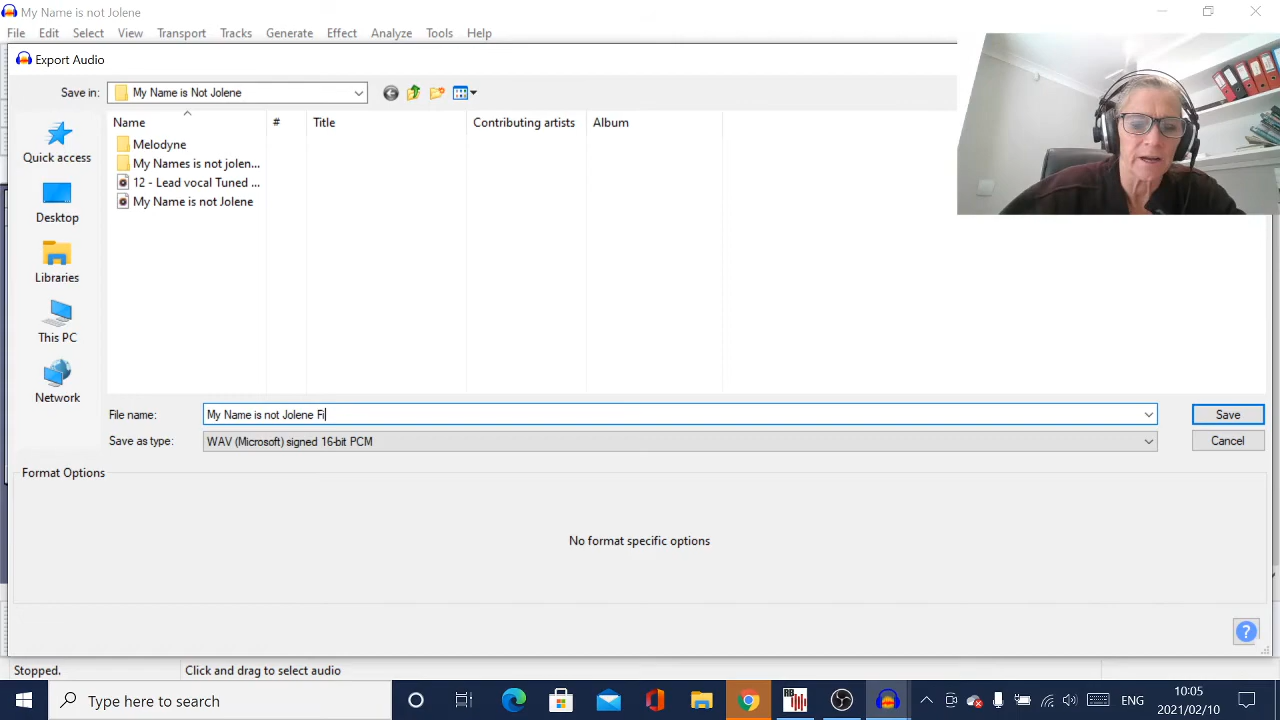 My Name is not Jolene
File Edit Select View Transport Tracks Generate Effect Analyze Tools Help
Export Audio
Save in: My Name is Not Jolene
Name # Title Contributing artists Album
Quick access
Desktop
Libraries
This PC
Network
Melodyne
My Names is not jolen...
12 - Lead vocal Tuned ...
My Name is not Jolene
File name: My Name is not Jolene Fi Save
Save as type: WAV (Microsoft) signed 16-bit PCM Cancel
Format Options
No format specific options
?
Stopped. Click and drag to select audio
Type here to search
RB
ENG
10:05
2021/02/10